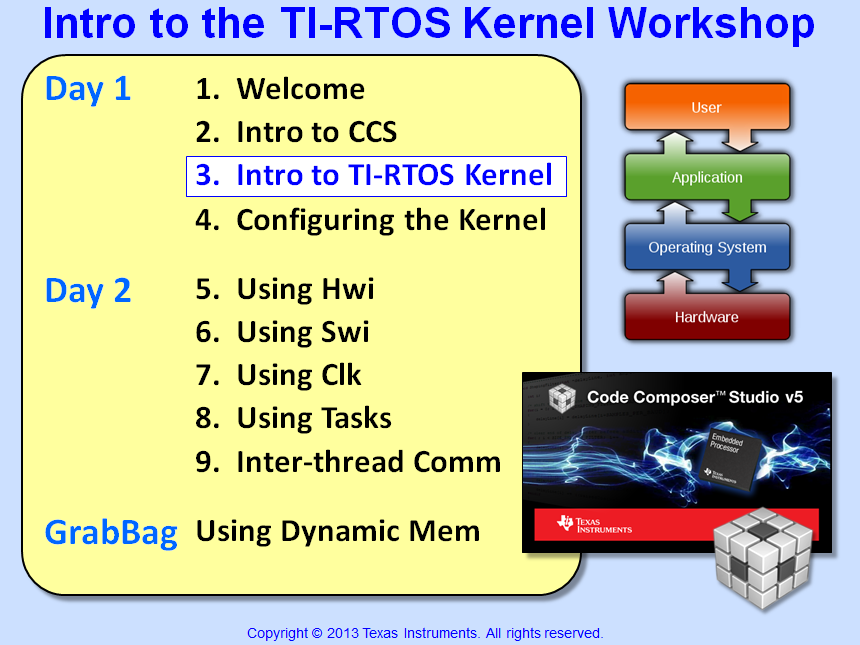 Intro to the TI-RTOS Kernel Workshop
Day 1
1. Welcome
2. Intro to CCS
3. Intro to TI-RTOS Kernel
4. Configuring the Kernel
Day 2
5. Using Hwi
6. Using Swi
7. Using Clk
8. Using Tasks
9. Inter-thread Comm
GrabBag
Using Dynamic Mem
User
Application
Operating System
Hardware
Code Composer™ Studio v5
Embedded
Processor
TEXAS
INSTRUMENTS
TEXAS
INSTRUMENTS
Copyright © 2013 Texas Instruments. All rights reserved.